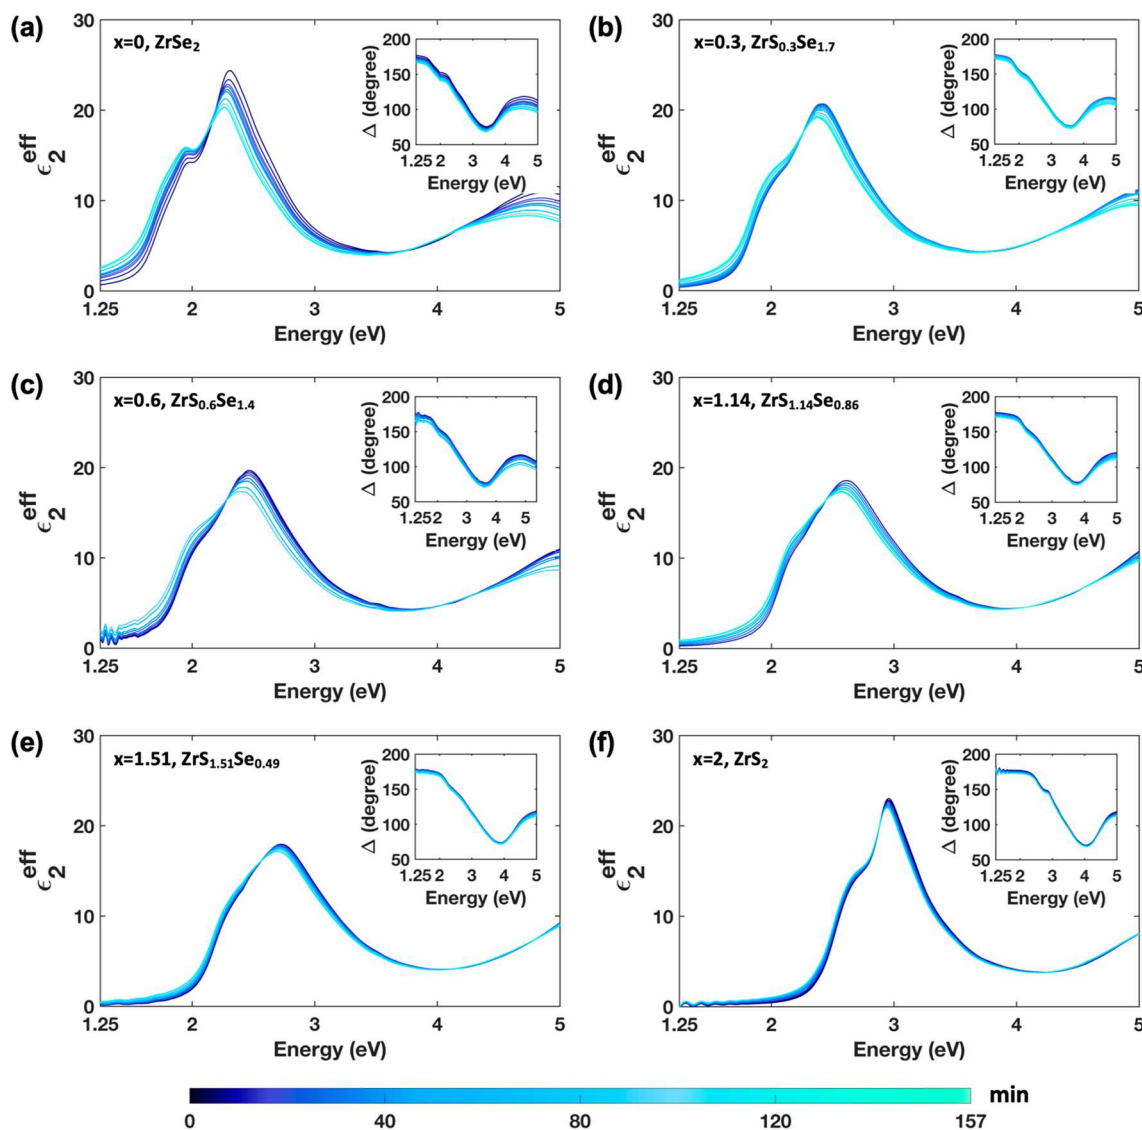 (a)
x=0, ZrSe2
30
20
10
0
ϵ2eff
1.25 2 3 4 5
Energy (eV)
200
150
100
50
Δ (degree)
1.25 2 3 4 5
Energy (eV)
(b)
x=0.3, ZrS0.3Se1.7
30
20
10
0
ϵ2eff
1.25 2 3 4 5
Energy (eV)
200
150
100
50
Δ (degree)
1.25 2 3 4 5
Energy (eV)
(c)
x=0.6, ZrS0.6Se1.4
30
20
10
0
ϵ2eff
1.25 2 3 4 5
Energy (eV)
200
150
100
50
Δ (degree)
1.25 2 3 4 5
Energy (eV)
(d)
x=1.14, ZrS1.14Se0.86
30
20
10
0
ϵ2eff
1.25 2 3 4 5
Energy (eV)
200
150
100
50
Δ (degree)
1.25 2 3 4 5
Energy (eV)
(e)
x=1.51, ZrS1.51Se0.49
30
20
10
0
ϵ2eff
1.25 2 3 4 5
Energy (eV)
200
150
100
50
Δ (degree)
1.25 2 3 4 5
Energy (eV)
(f)
x=2, ZrS2
30
20
10
0
ϵ2eff
1.25 2 3 4 5
Energy (eV)
200
150
100
50
Δ (degree)
1.25 2 3 4 5
Energy (eV)
min
0 40 80 120 157